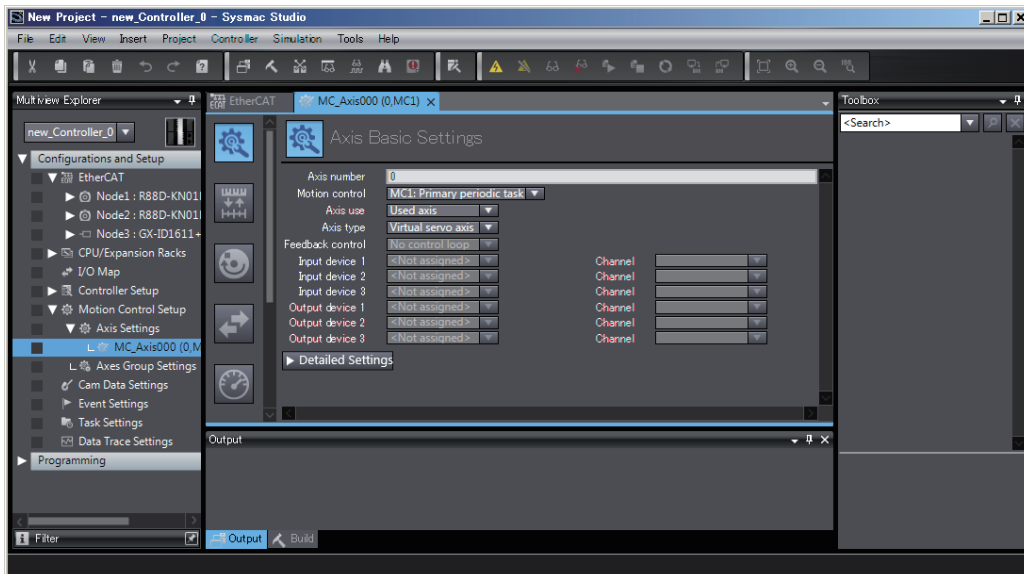 New Project - new_Controller_0 - Sysmac Studio
File Edit View Insert Project Controller Simulation Tools Help
Multiview Explorer
new_Controller_0
Configurations and Setup
EtherCAT
Node1 : R88D-KN01
Node2 : R88D-KN01
Node3 : GX-ID1611+
CPU/Expansion Racks
I/O Map
Controller Setup
Motion Control Setup
Axis Settings
MC_Axis000 (0,M
Axes Group Settings
Cam Data Settings
Event Settings
Task Settings
Data Trace Settings
Programming
Filter
EtherCAT MC_Axis000 (0,MC1)
Axis Basic Settings
Axis number 0
Motion control MC1: Primary periodic task
Axis use Used axis
Axis type Virtual servo axis
Feedback control No control loop
Input device 1 <Not assigned> Channel
Input device 2 <Not assigned> Channel
Input device 3 <Not assigned> Channel
Output device 1 <Not assigned> Channel
Output device 2 <Not assigned> Channel
Output device 3 <Not assigned> Channel
Detailed Settings
Output
Output Build
Toolbox
<Search>